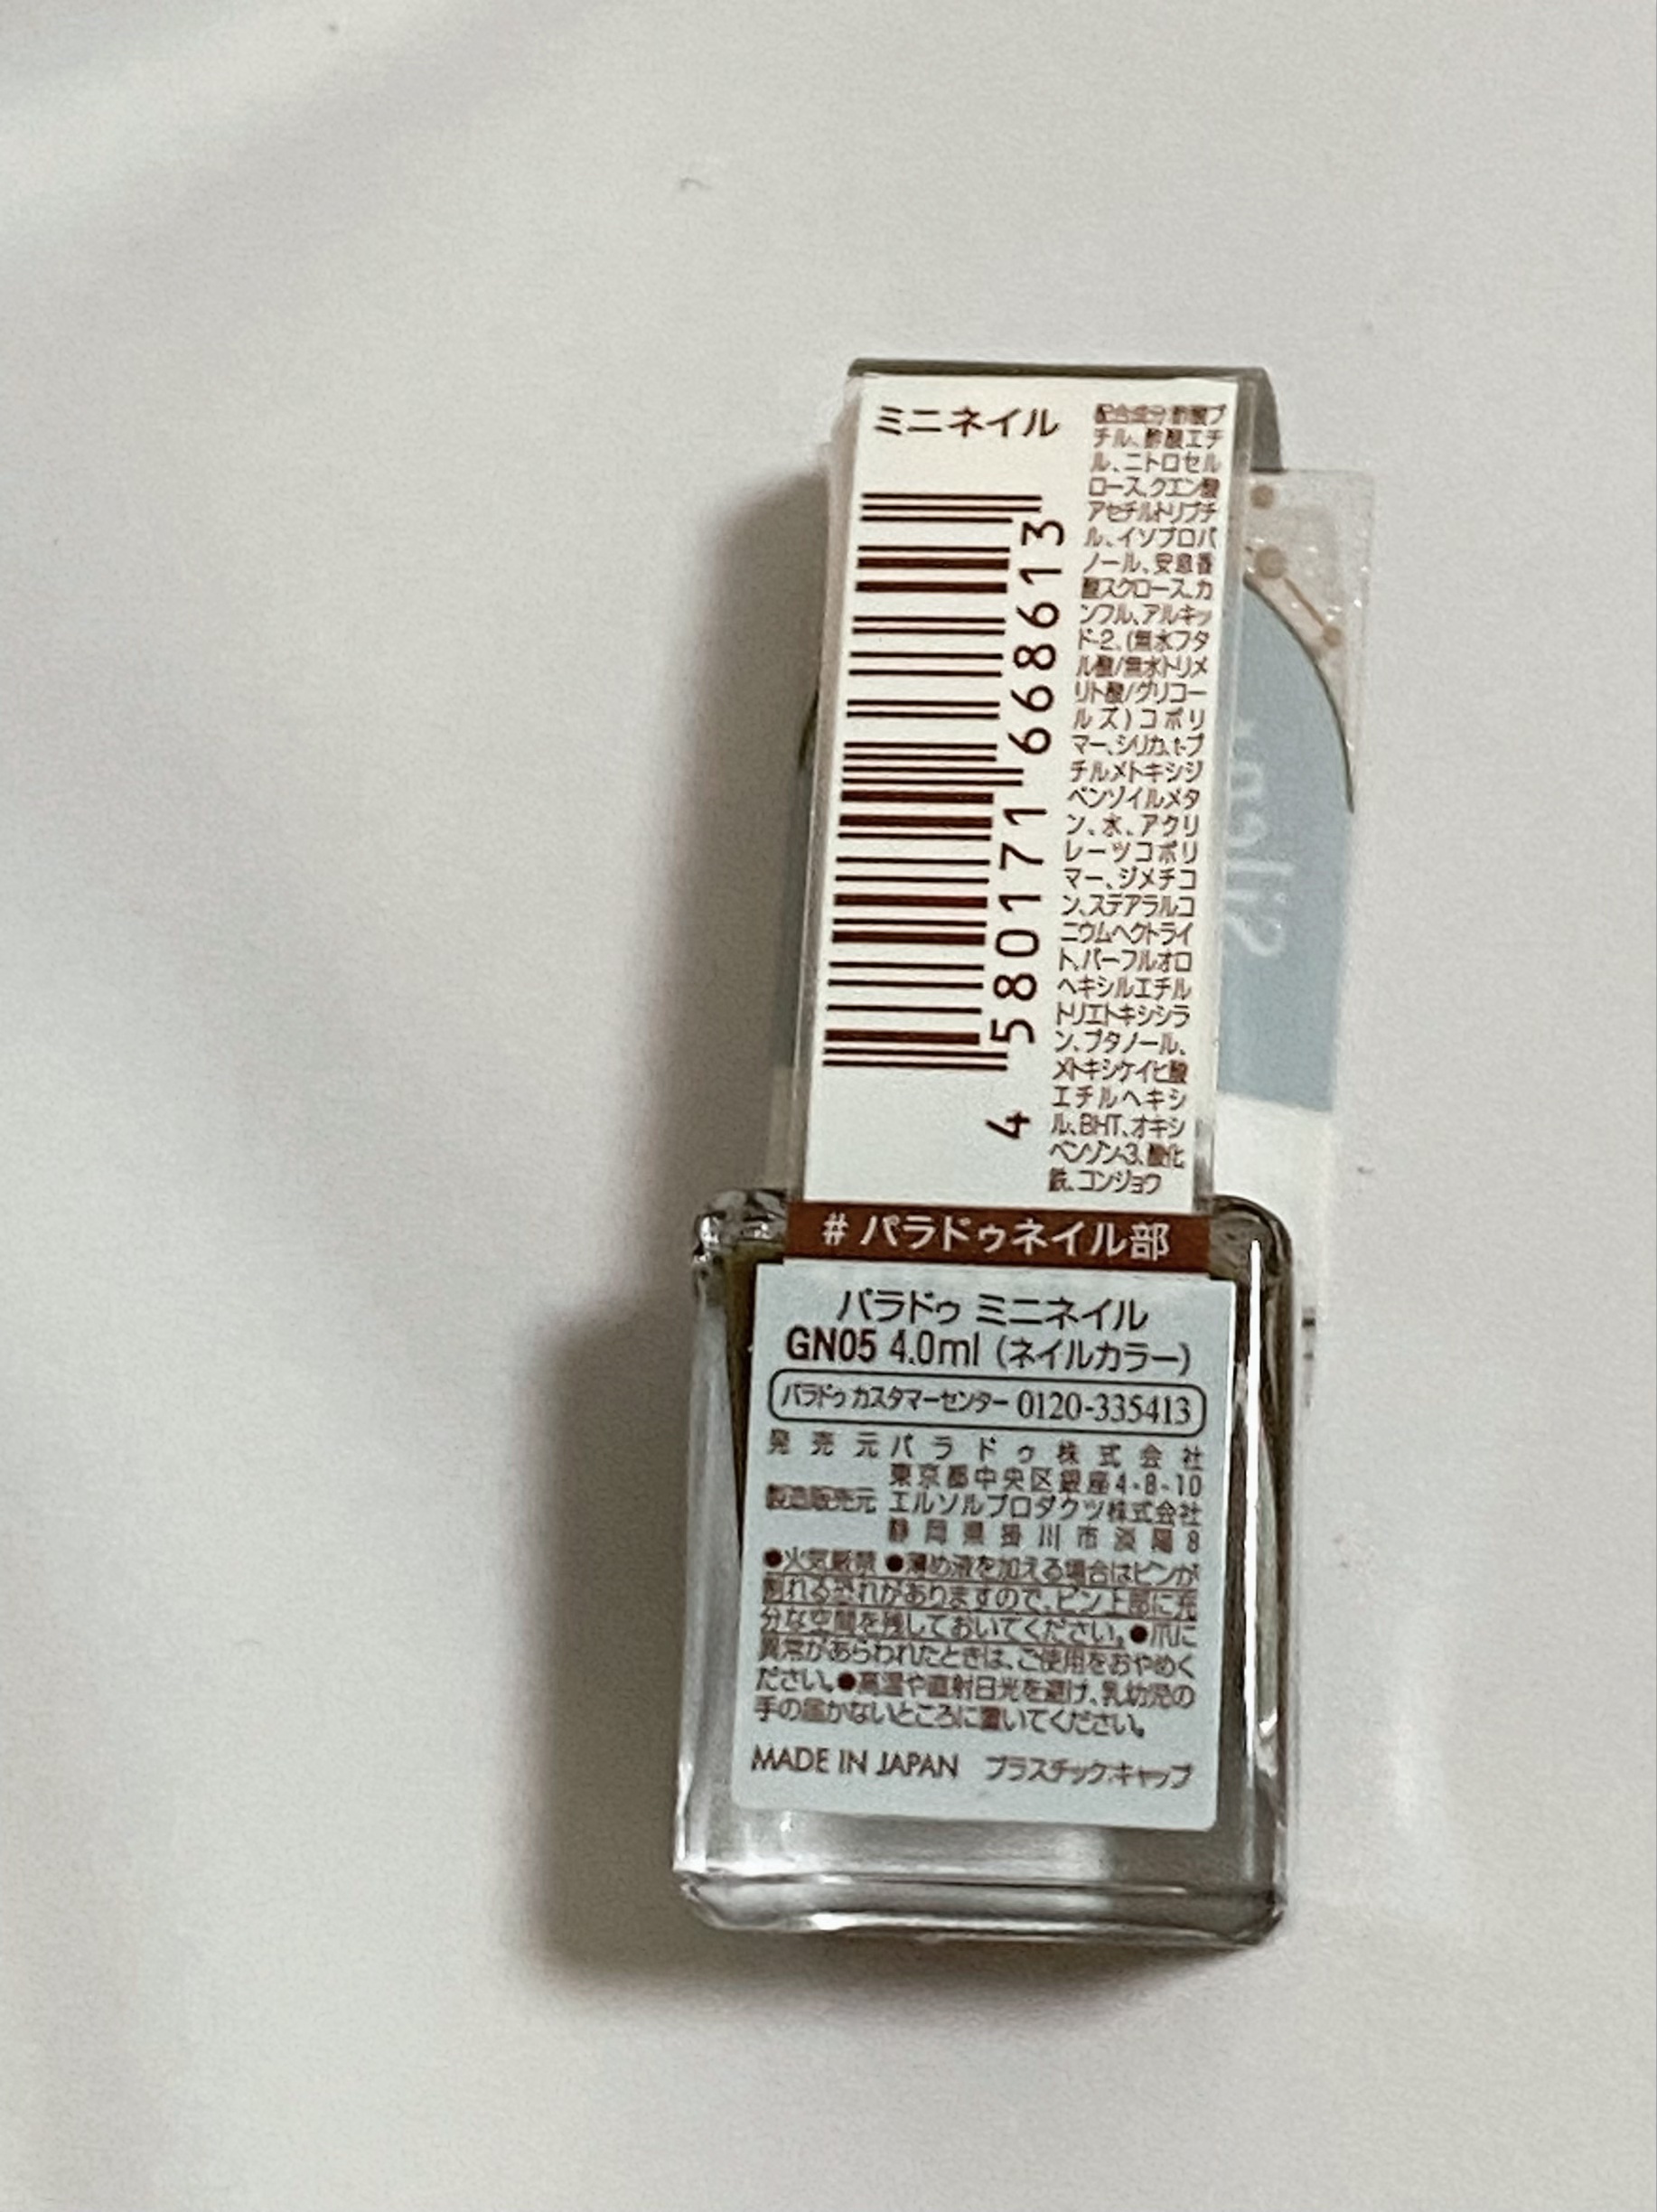 ミニネイル
配合成分:酢酸ブ
チル、酢酸エチ
ル、ニトロセル
ロース、クエン酸
アセチルトリブチ
ル、イソプロパ
ノール、安息香
酸スクロース、カ
ンフル、アルキッ
ド-2、(無水フタ
ル酸/無水トリメ
リト酸/グリコー
ルズ)コポリ
マー、シリカ、t-ブ
チルメトキシジ
ベンゾイルメタ
ン、水、アクリ
レーツコポリ
マー、ジメチコ
ン、ステアラルコ
ニウムヘクトライ
ト、パーフルオロ
ヘキシルエチル
トリエトキシシラ
ン、ブタノール、
メトキシケイヒ酸
エチルヘキシ
ル、BHT、オキシ
ベンゾン-3、酸化
鉄、コンジョウ
4 580171 668613
#パラドゥネイル部
パラドゥ ミニネイル
GN05 4.0ml (ネイルカラー)
パラドゥ カスタマーセンター 0120-335413
発売元 パラドゥ株式会社
東京都中央区銀座4-8-10
製造販売元 エルソルプロダクツ株式会社
静岡県掛川市淡陽8
●火気厳禁 ●薄め液を加える場合はビンが
割れる恐れがありますので、ビン上部に充
分な空間を残しておいてください。●爪に
異常があらわれたときは、ご使用をおやめく
ださい。●高温や直射日光を避け、乳幼児の
手の届かないところに置いてください。
MADE IN JAPAN プラスチック:キャップ